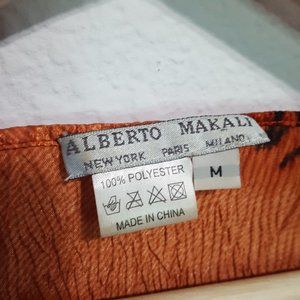 ALBERTO MAKALI
NEW YORK PARIS MILANO
100% POLYESTER
M
MADE IN CHINA